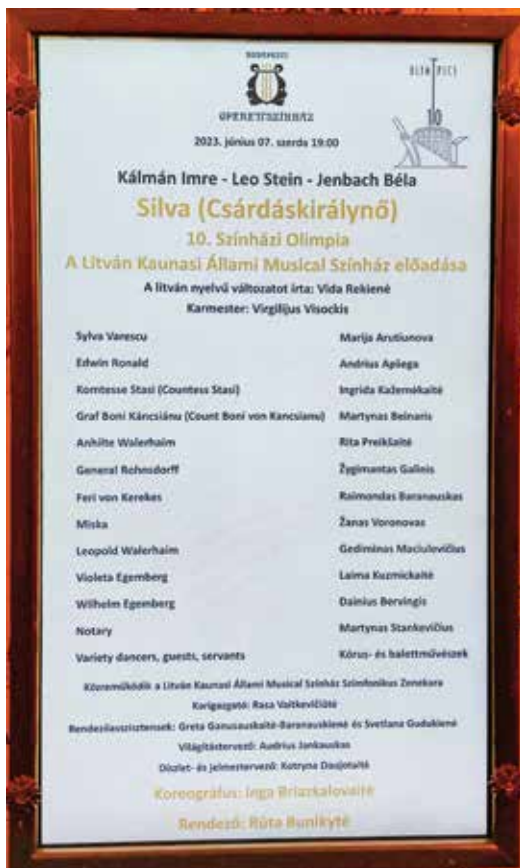 BUDAPESTI
OPERETTSZÍNHÁZ
OLYMPICS
10
2023. június 07. szerda 19:00
Kálmán Imre - Leo Stein - Jenbach Béla
Silva (Csárdáskirálynő)
10. Színházi Olimpia
A Litván Kaunasi Állami Musical Színház előadása
A litván nyelvű változatot írta: Vida Rekienė
Karmester: Virgilijus Visockis
Sylva Varescu Marija Arutiunova
Edwin Ronald Andrius Apšega
Komtesse Stasi (Countess Stasi) Ingrida Kažemėkaitė
Graf Boni Káncsiánu (Count Boni von Kancsianu) Martynas Beinaris
Anhilte Walerhaim Rita Preikšaitė
General Rohnsdorff Žygimantas Galinis
Feri von Kerekes Raimondas Baranauskas
Miska Žanas Voronovas
Leopold Walerhaim Gediminas Maciulevičius
Violeta Egemberg Laima Kuzmickaitė
Wilhelm Egemberg Dainius Bervingis
Notary Martynas Stankevičius
Variety dancers, guests, servants Kórus- és balettművészek
Közreműködik a Litván Kaunasi Állami Musical Színház Szimfonikus Zenekara
Karigazgató: Rasa Vaitkevičiūtė
Rendezőasszisztensek: Greta Ganusauskaitė-Baranauskienė és Svetlana Gudukienė
Világítástervező: Audrius Jankauskas
Díszlet- és jelmeztervező: Kotryna Daujotaitė
Koreográfus: Inga Briazkalovaitė
Rendező: Rūta Bunikytė